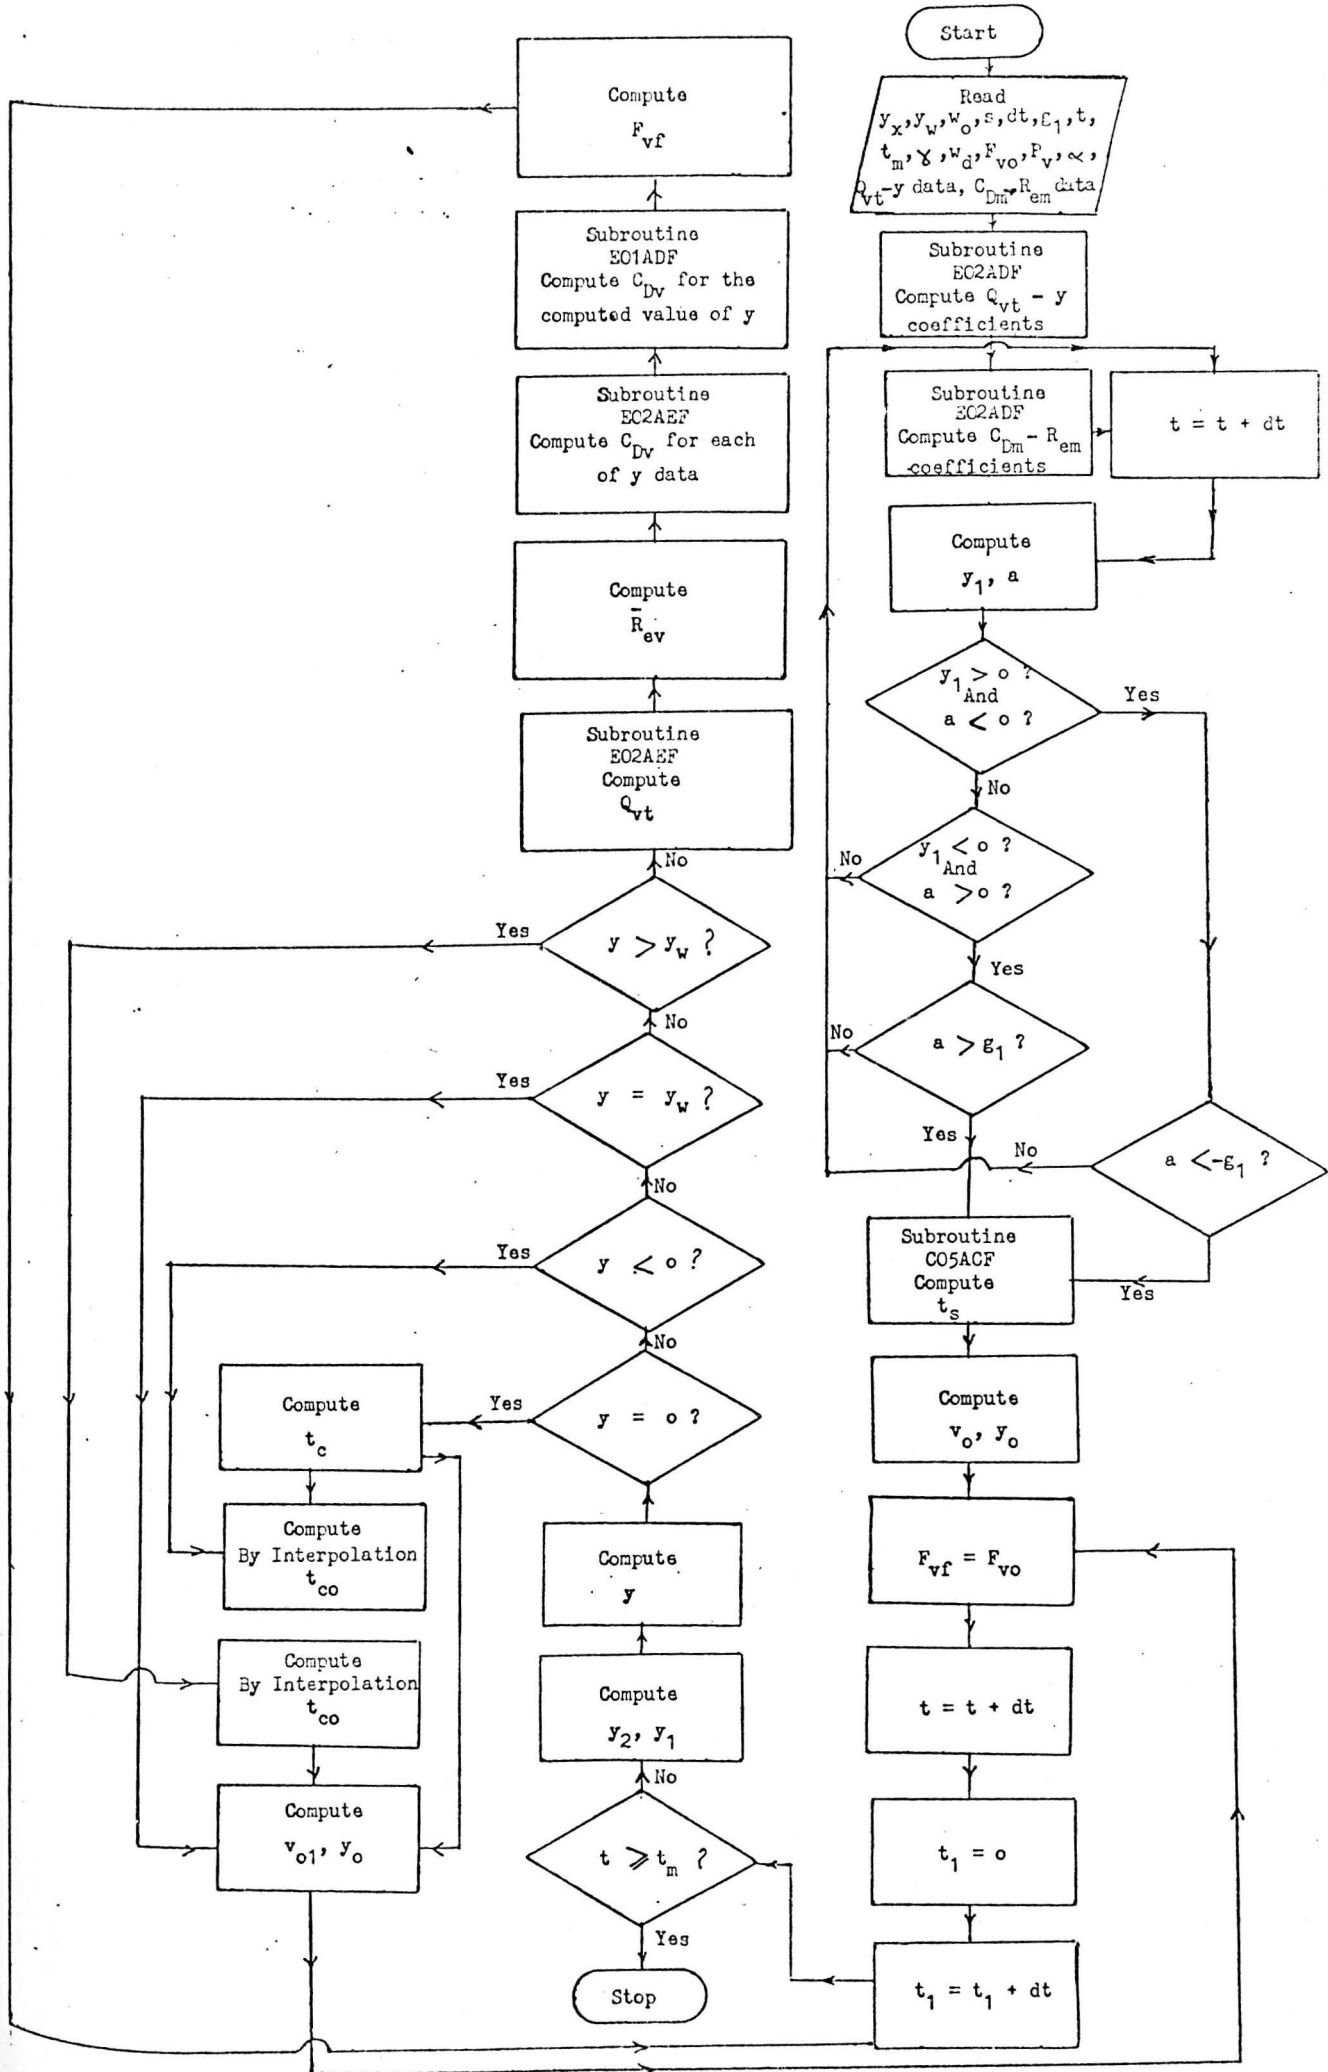 Start
Read
y_x, y_w, w_o, s, dt, g_1, t,
t_m, γ, w_d, F_vo, P_v, ∝,
Q_vt-y data, C_Dm-R_em data
Subroutine
E02ADF
Compute Q_vt - y
coefficients
Subroutine
E02ADF
Compute C_Dm - R_em
coefficients
t = t + dt
Compute
y_1, a
y_1 > o ?
And
a < o ?
Yes
No
y_1 < o ?
And
a > o ?
No
Yes
a > g_1 ?
No
Yes
a < -g_1 ?
No
Yes
Subroutine
C05ACF
Compute
t_s
Compute
v_o, y_o
F_vf = F_vo
t = t + dt
t_1 = o
t_1 = t_1 + dt
t ⩾ t_m ?
Yes
Stop
No
Compute
y_2, y_1
Compute
y
y = o ?
Yes
No
Compute
t_c
Compute
By Interpolation
t_co
y < o ?
Yes
No
y = y_w ?
Yes
No
y > y_w ?
Yes
No
Compute
By Interpolation
t_co
Compute
v_o1, y_o
Subroutine
E02AEF
Compute
Q_vt
Compute
R̄_ev
Subroutine
E02AEF
Compute C_Dv for each
of y data
Subroutine
E01ADF
Compute C_Dv for the
computed value of y
Compute
F_vf